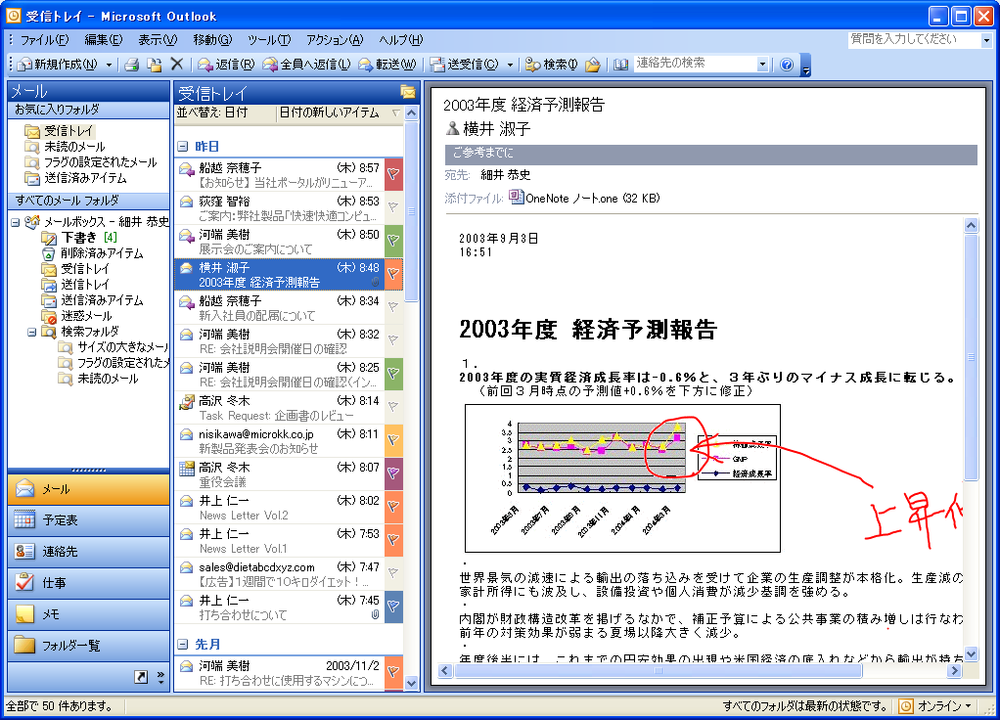 受信トレイ - Microsoft Outlook
ファイル(F) 編集(E) 表示(V) 移動(G) ツール(T) アクション(A) ヘルプ(H) 質問を入力してください
新規作成(N) 返信(R) 全員へ返信(L) 転送(W) 送受信(C) 検索(I) 連絡先の検索
メール
お気に入りフォルダ
受信トレイ
未読のメール
フラグの設定されたメール
送信済みアイテム
すべてのメール フォルダ
メールボックス - 細井 恭史
下書き [4]
削除済みアイテム
受信トレイ
送信トレイ
送信済みアイテム
迷惑メール
検索フォルダ
サイズの大きなメー
フラグの設定された
未読のメール
メール
予定表
連絡先
仕事
メモ
フォルダ一覧
受信トレイ
並べ替え: 日付 日付の新しいアイテム
昨日
船越 奈穂子 (木) 8:57
【お知らせ】 当社ポータルがリニューア...
荻窪 智裕 (木) 8:53
ご案内：弊社製品「快速快適コンピュ...
河端 美樹 (木) 8:50
展示会のご案内について
横井 淑子 (木) 8:48
2003年度 経済予測報告
船越 奈穂子 (木) 8:34
新入社員の配属について
河端 美樹 (木) 8:32
RE: 会社説明会開催日の確認
河端 美樹 (木) 8:25
RE: 会社説明会開催日の確認(イン...
高沢 冬木 (木) 8:14
Task Request: 企画書のレビュー
nisikawa@microkk.co.jp (木) 8:11
新製品発表会のお知らせ
高沢 冬木 (木) 8:07
重役会議
井上 仁一 (木) 8:02
News Letter Vol.2
井上 仁一 (木) 7:53
News Letter Vol.1
sales@dietabcdxyz.com (木) 7:47
【広告】1週間で10キロダイエット！...
井上 仁一 (木) 7:45
打ち合わせについて
先月
河端 美樹 2003/11/2
RE: 打ち合わせに使用するマシンにつ...
2003年度 経済予測報告
横井 淑子
ご参考までに
宛先: 細井 恭史
添付ファイル: OneNote ノート.one (32 KB)
2003年9月3日
16:51
2003年度 経済予測報告
1.
2003年度の実質経済成長率は-0.6%と、3年ぶりのマイナス成長に転じる。
(前回3月時点の予測値+0.6%を下方に修正)
4
3.5
3
2.5
2
1.5
1
0.5
0
2003年5月 2003年7月 2003年9月 2003年11月 2004年1月 2004年3月
GNP
経済成長率
上昇
世界景気の減速による輸出の落ち込みを受けて企業の生産調整が本格化。生産減の
家計所得にも波及し、設備投資や個人消費が減少基調を強める。
内閣が財政構造改革を掲げるなかで、補正予算による公共事業の積み増しは行なわ
前年の対策効果が弱まる夏場以降大きく減少。
年度後半には、これまでの円安効果の出現や米国経済の底入れなどから輸出が持ち
全部で 50 件あります。 すべてのフォルダは最新の状態です。 オンライン